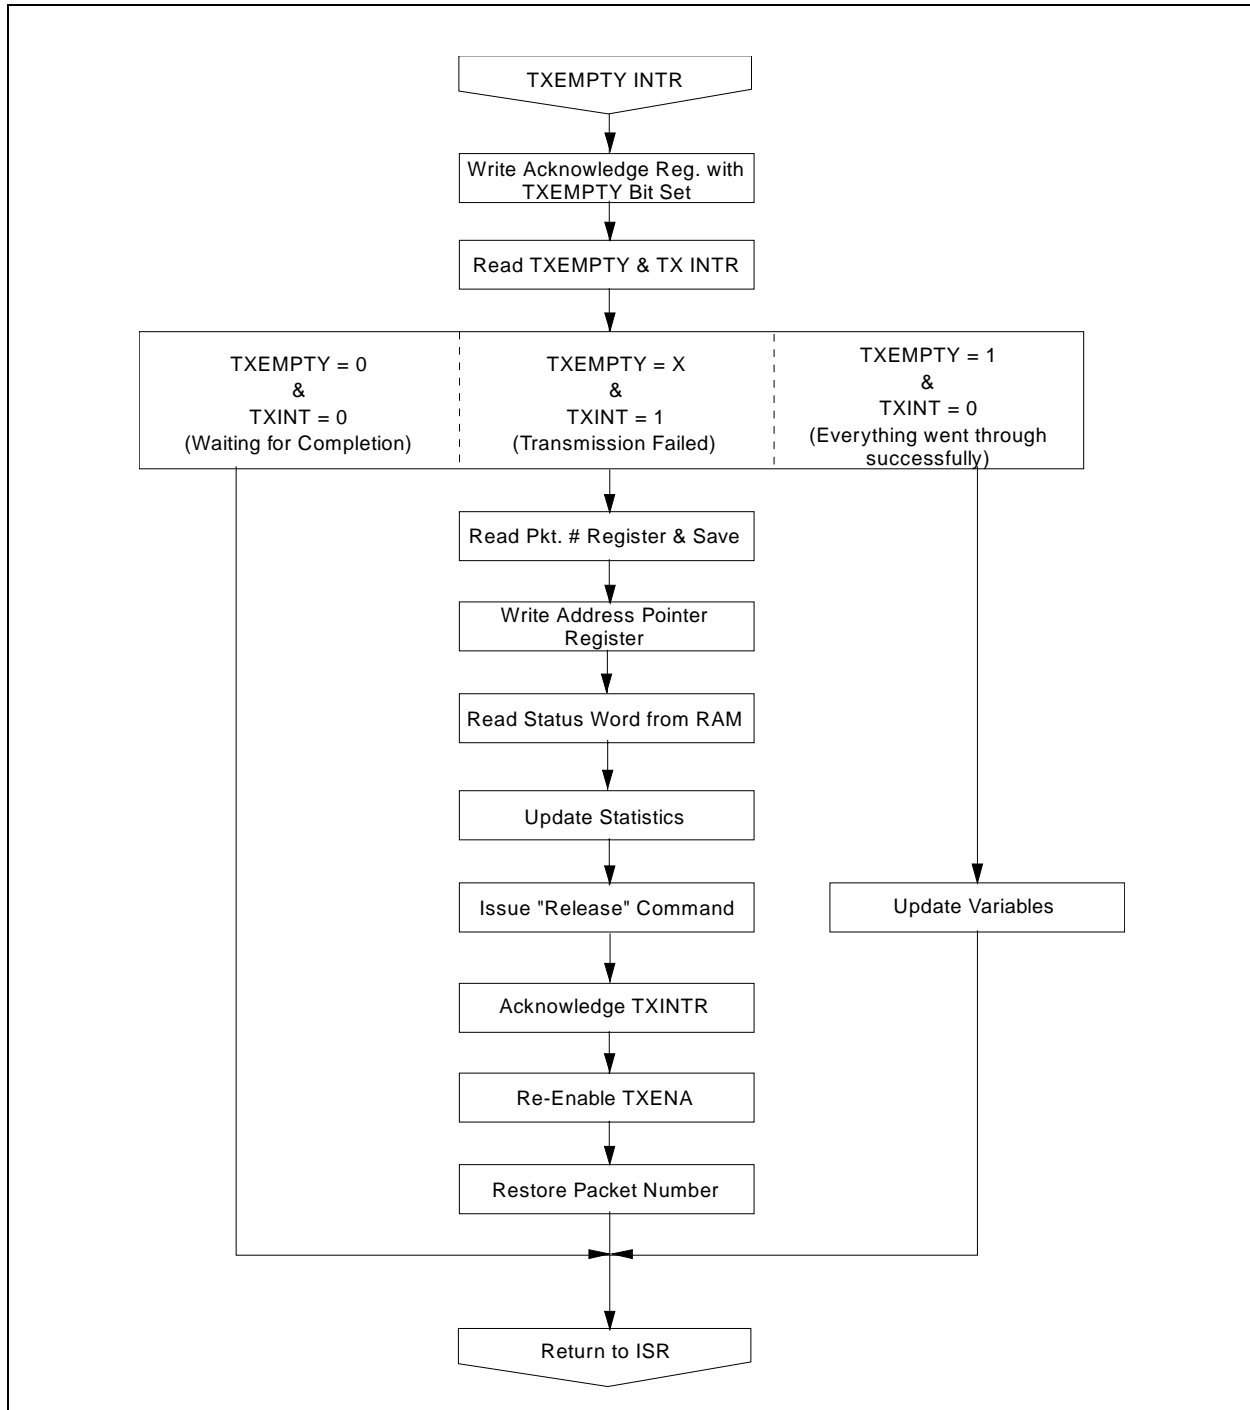 TXEMPTY INTR
Write Acknowledge Reg. with
TXEMPTY Bit Set
Read TXEMPTY & TX INTR
TXEMPTY = 0
&
TXINT = 0
(Waiting for Completion)
TXEMPTY = X
&
TXINT = 1
(Transmission Failed)
TXEMPTY = 1
&
TXINT = 0
(Everything went through
successfully)
Read Pkt. # Register & Save
Write Address Pointer
Register
Read Status Word from RAM
Update Statistics
Issue "Release" Command
Update Variables
Acknowledge TXINTR
Re-Enable TXENA
Restore Packet Number
Return to ISR